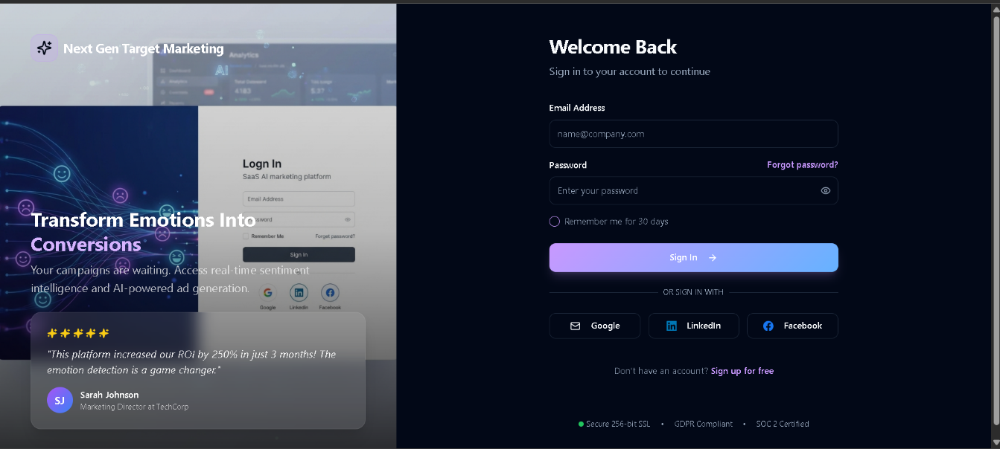 Next Gen Target Marketing
Analytics
AI
Dashboard
Analytics
4183
Logn In
SaaS AI marketing platform
Email Address
Transform Emotions Into
Conversions
Remember Me
Forgot password?
Sign In
Your campaigns are waiting. Access real-time sentiment
intelligence and AI-powered ad generation.
Google
LinkedIn
Facebook
"This platform increased our ROI by 250% in just 3 months! The
emotion detection is a game changer."
SJ
Sarah Johnson
Marketing Director at TechCorp
Welcome Back
Sign in to your account to continue
Email Address
name@company.com
Password
Forgot password?
Enter your password
Remember me for 30 days
Sign In →
OR SIGN IN WITH
Google
LinkedIn
Facebook
Don't have an account? Sign up for free
Secure 256-bit SSL • GDPR Compliant • SOC 2 Certified